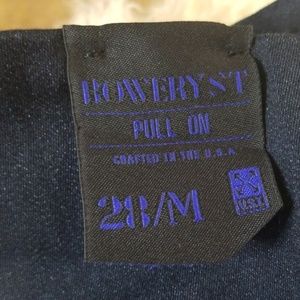 BOWERY ST
PULL ON
CRAFTED IN THE U.S.A
28/M